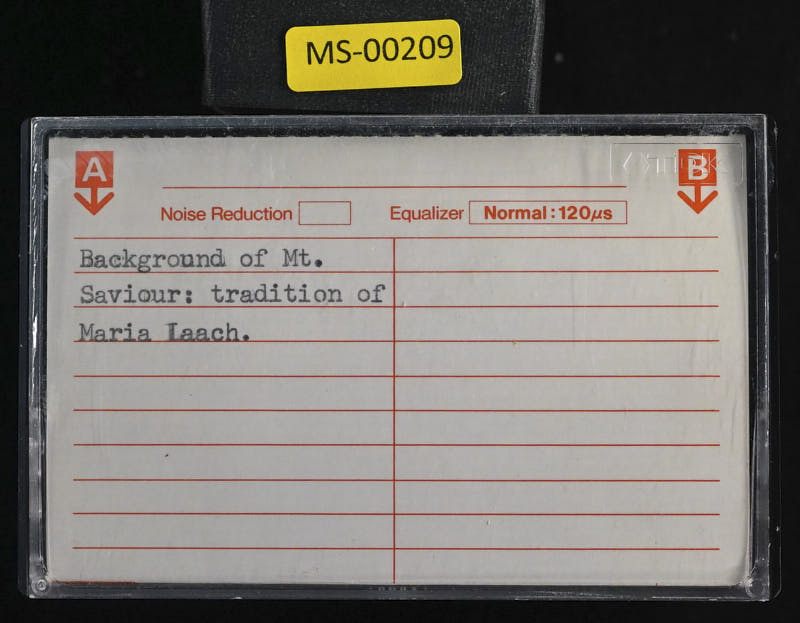 MS-00209
A
B
Noise Reduction
Equalizer Normal:120µs
Background of Mt.
Saviour: tradition of
Maria Laach.